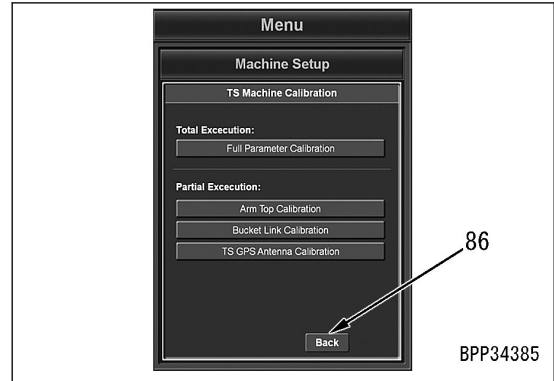 Menu
Machine Setup
TS Machine Calibration
Total Excecution:
Full Parameter Calibration
Partial Excecution:
Arm Top Calibration
Bucket Link Calibration
TS GPS Antenna Calibration
86
Back
BPP34385